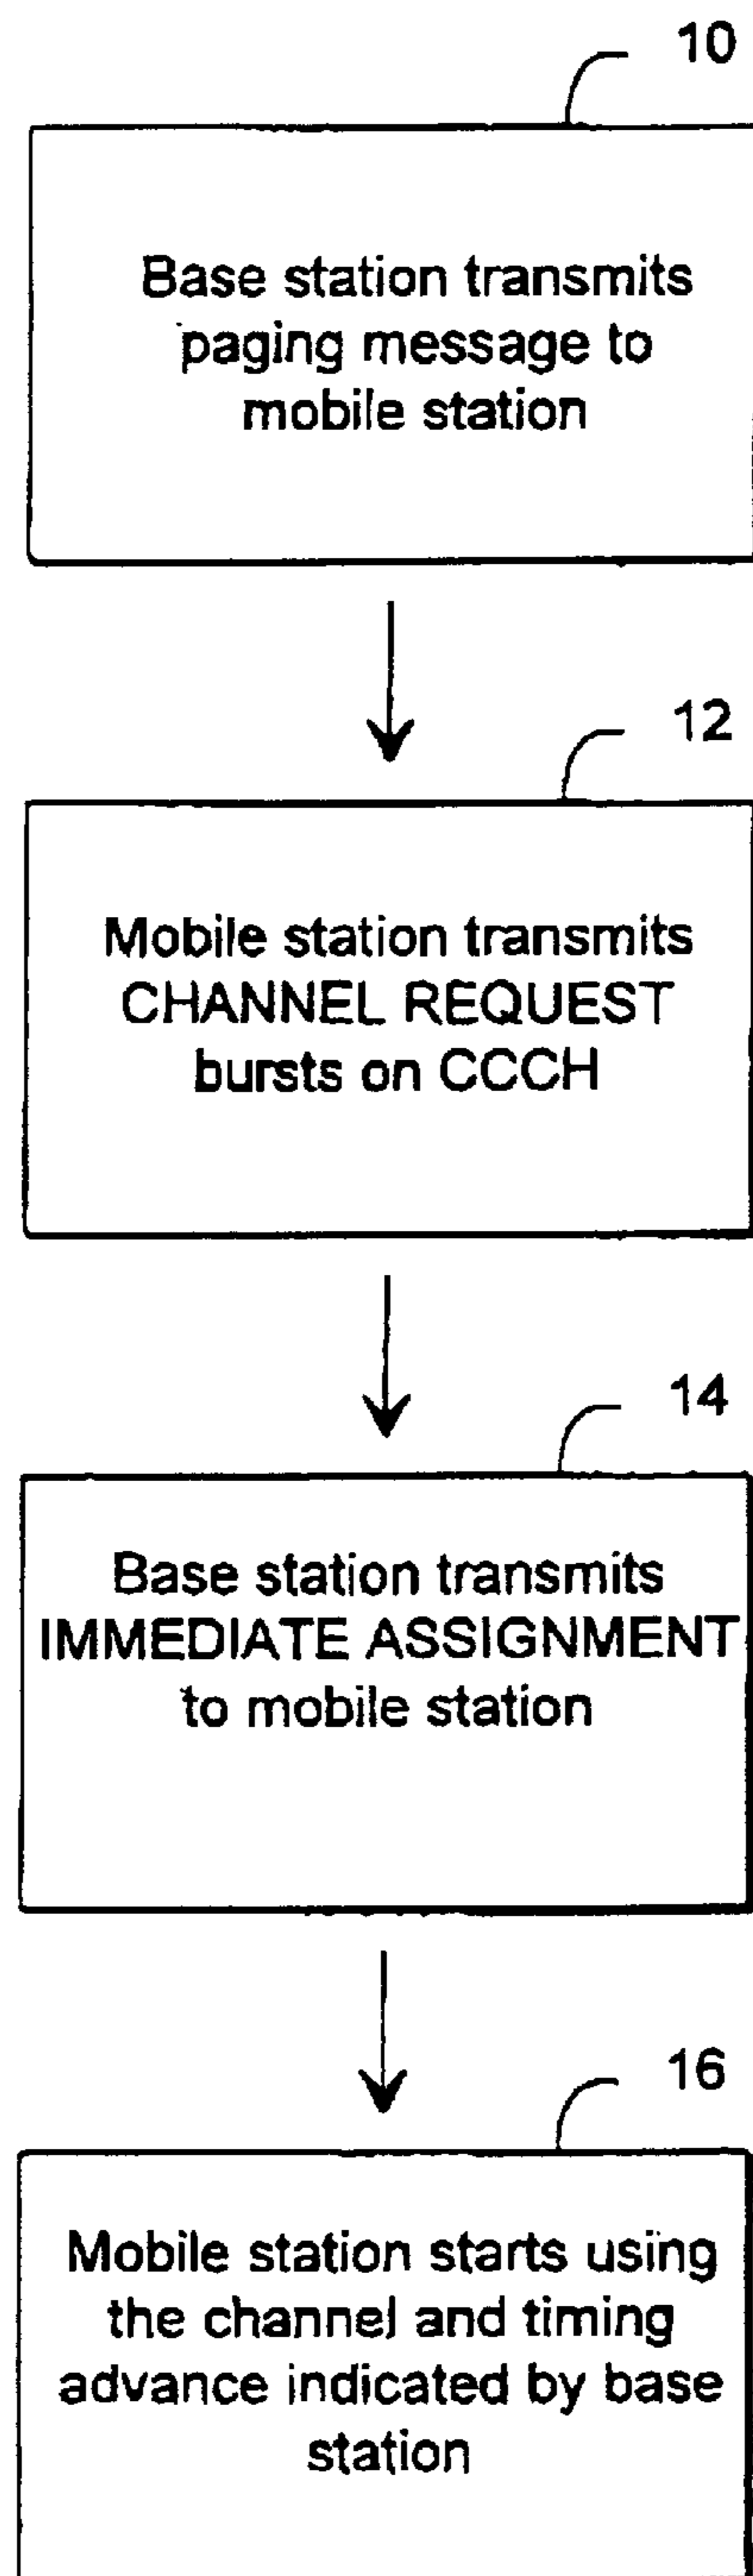 10
Base station transmits
paging message to
mobile station
12
Mobile station transmits
CHANNEL REQUEST
bursts on CCCH
14
Base station transmits
IMMEDIATE ASSIGNMENT
to mobile station
16
Mobile station starts using
the channel and timing
advance indicated by base
station